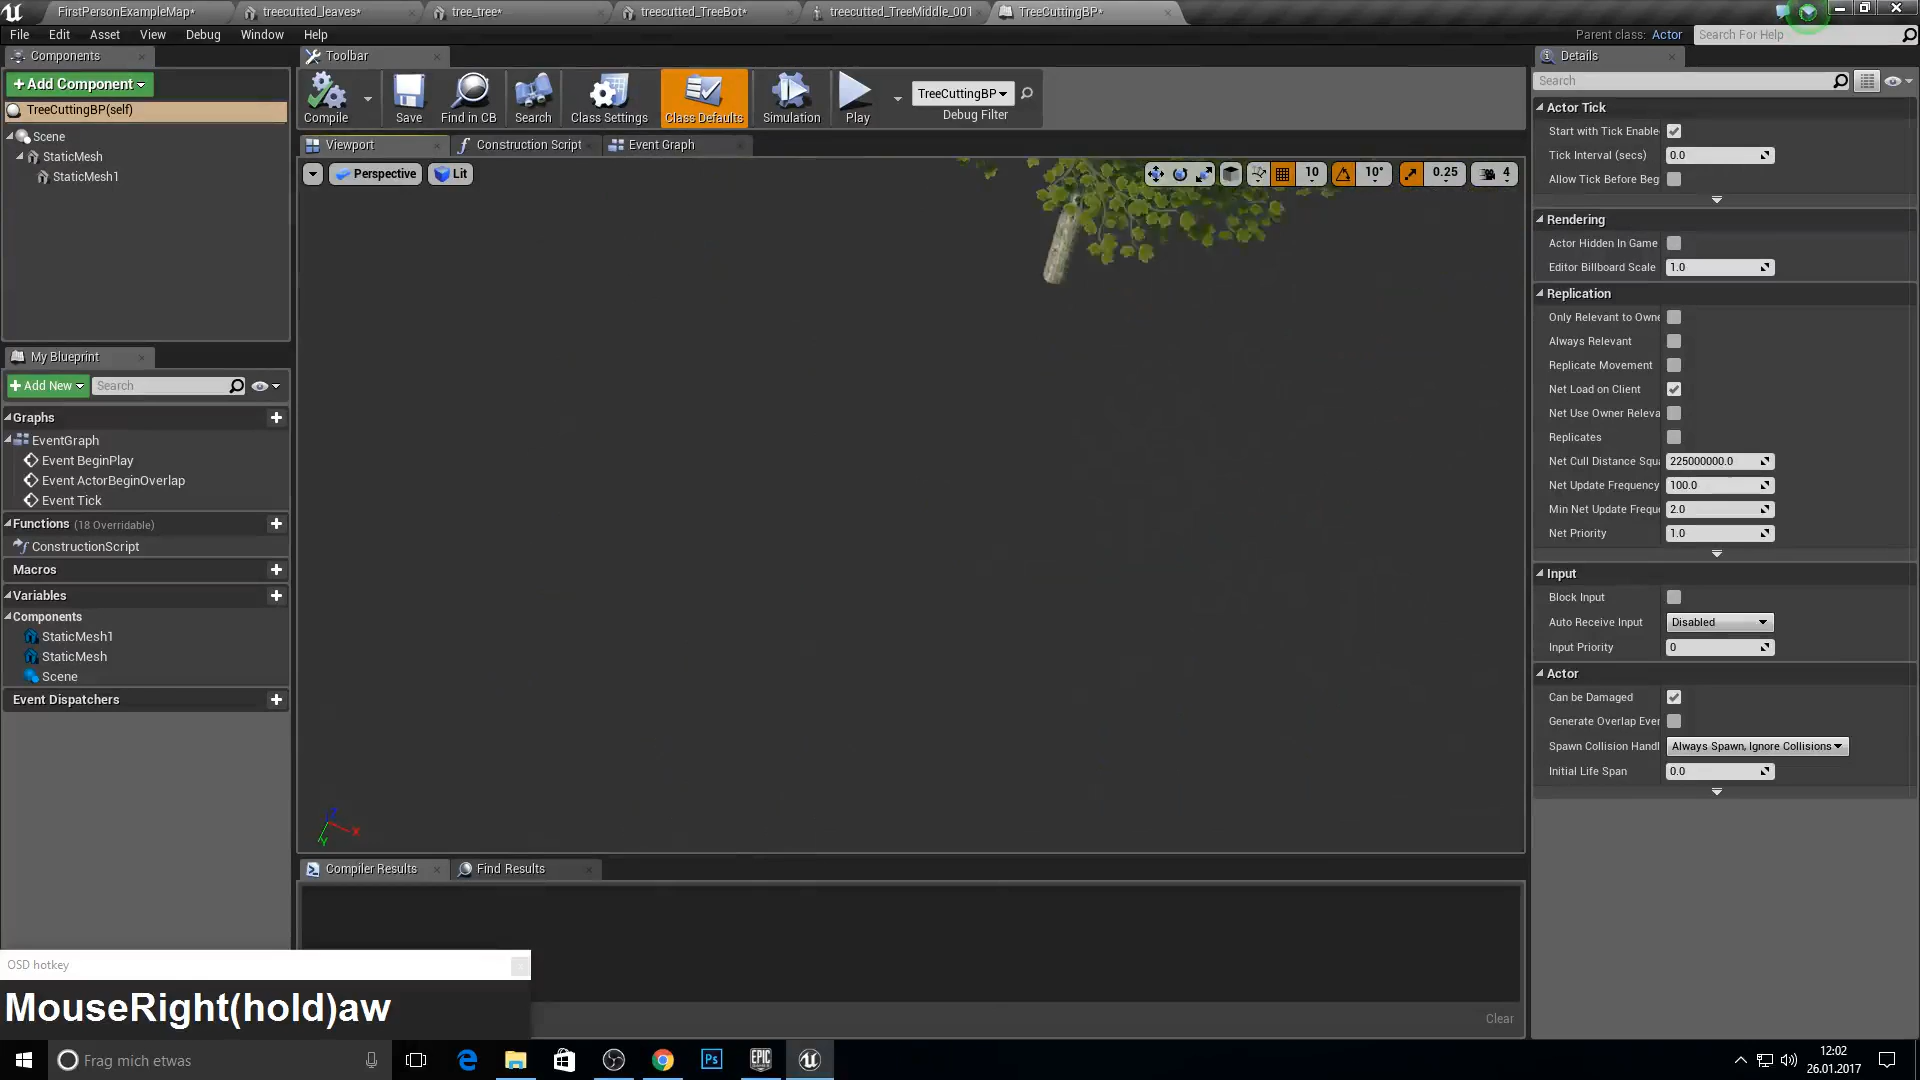 FirstPersonExampleMap*
treecutted_leaves*
tree_tree*
treecutted_TreeBot*
treecutted_TreeMiddle_001
TreeCuttingBP*
File Edit Asset View Debug Window Help
Parent class: Actor
Search For Help
Components
Toolbar
Details
+Add Component
TreeCuttingBP(self)
Scene
StaticMesh
StaticMesh1
Compile
Save
Find in CB
Search
Class Settings
Class Defaults
Simulation
Play
TreeCuttingBP
Debug Filter
Viewport
Construction Script
Event Graph
Perspective
Lit
10
10°
0.25
4
My Blueprint
+Add New
Search
Graphs
EventGraph
Event BeginPlay
Event ActorBeginOverlap
Event Tick
Functions (18 Overridable)
ConstructionScript
Macros
Variables
Components
StaticMesh1
StaticMesh
Scene
Event Dispatchers
X
Y
Search
Actor Tick
Start with Tick Enable
Tick Interval (secs) 0.0
Allow Tick Before Beg
Rendering
Actor Hidden In Game
Editor Billboard Scale 1.0
Replication
Only Relevant to Owne
Always Relevant
Replicate Movement
Net Load on Client
Net Use Owner Releva
Replicates
Net Cull Distance Squa 225000000.0
Net Update Frequency 100.0
Min Net Update Frequ 2.0
Net Priority 1.0
Input
Block Input
Auto Receive Input Disabled
Input Priority 0
Actor
Can be Damaged
Generate Overlap Ever
Spawn Collision Handl Always Spawn, Ignore Collisions
Initial Life Span 0.0
Compiler Results
Find Results
Clear
OSD hotkey
MouseRight(hold)aw
Frag mich etwas
Ps
EPIC
12:02
26.01.2017